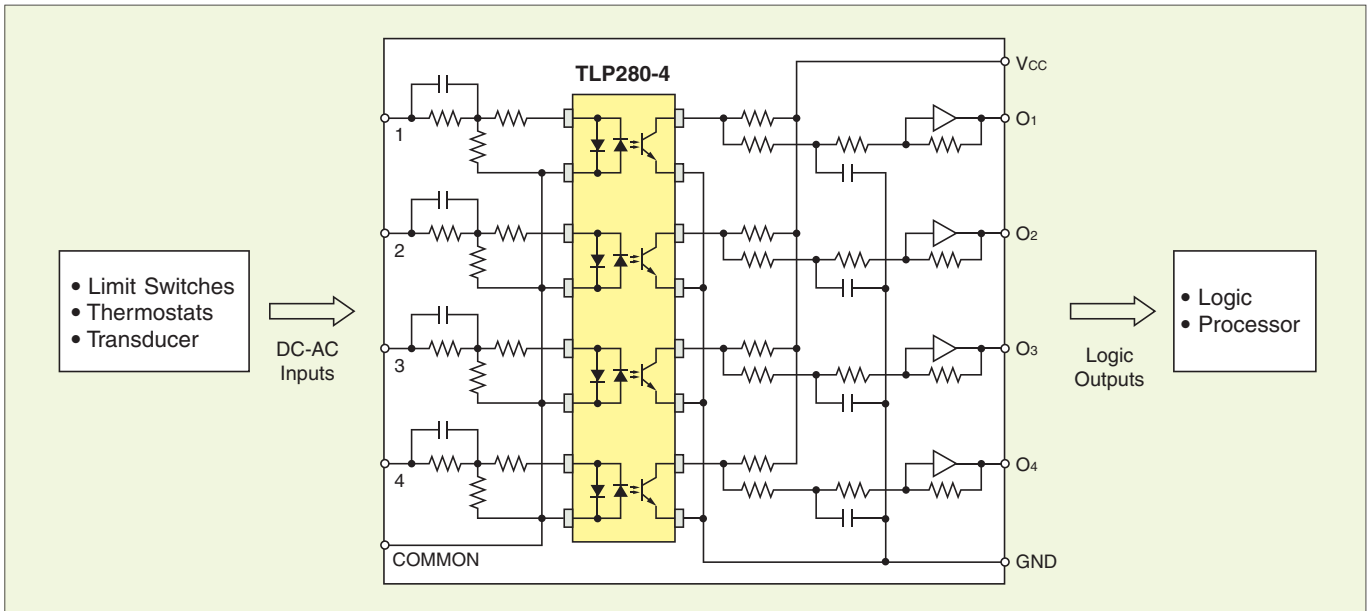 TLP280-4
VCC
1
O1
2
O2
• Limit Switches
• Thermostats
• Transducer
DC-AC
Inputs
3
O3
Logic
Outputs
• Logic
• Processor
4
O4
COMMON
GND